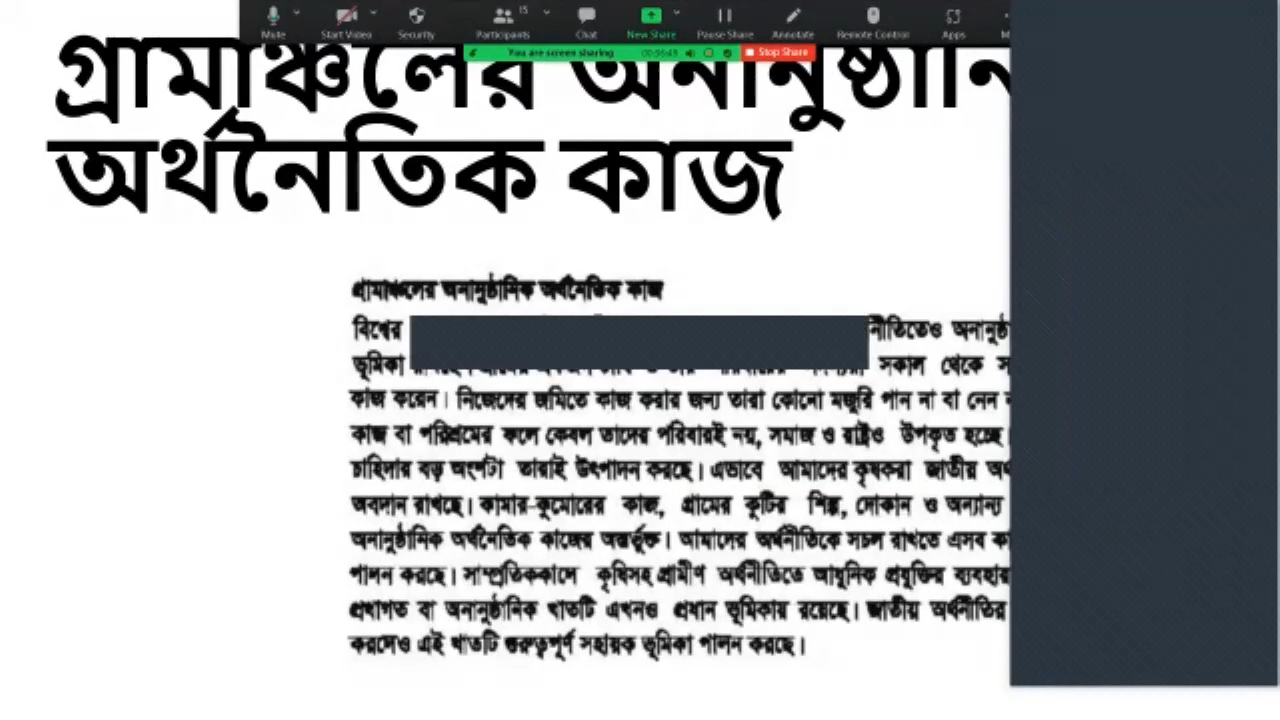 Mute
Start Video
Security
Participants 15
Chat
New Share
Pause Share
Annotate
Remote Control
Apps
You are screen sharing
Stop Share
গ্রামাঞ্চলের
অর্থনৈতিক কাজ
গ্রামাঞ্চলের অনানুষ্ঠানিক অর্থনৈতিক কাজ
বিশ্বের
ভূমিকা সকাল থেকে
কাজ করেন। নিজেদের জমিতে কাজ করার জন্য তারা কোনো মজুরি পান না বা নেন
কাজ বা পরিশ্রমের ফলে কেবল তাদের পরিবারই নয়, সমাজ ও রাষ্ট্রও উপকৃত হচ্ছে।
চাহিদার বড় অংশটা তারাই উৎপাদন করছে। এভাবে আমাদের কৃষকরা জাতীয়
অবদান রাখছে। কামার-কুমোরের কাজ, গ্রামের কুটির শিল্প, দোকান ও অন্যান্য
অনানুষ্ঠানিক অর্থনৈতিক কাজের অন্তর্ভুক্ত। আমাদের অর্থনীতিকে সচল রাখতে এসব
পালন করছে। সাম্প্রতিককালে কৃষিসহ গ্রামীণ অর্থনীতিতে আধুনিক প্রযুক্তির ব্যবহার
প্রথাগত বা অনানুষ্ঠানিক খাতটি এখনও প্রধান ভূমিকায় রয়েছে। জাতীয় অর্থনীতির
করলেও এই খাতটি গুরুত্বপূর্ণ সহায়ক ভূমিকা পালন করছে।